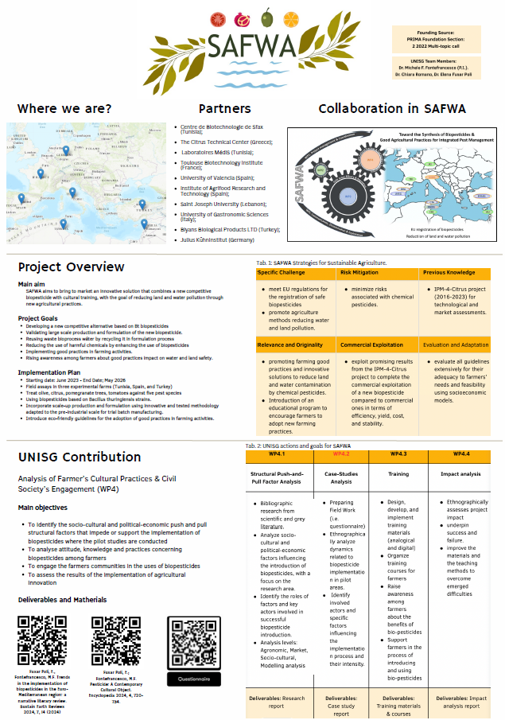 SAFWA
Founding Source:
PRIMA Foundation Section:
2 2022 Multi-topic call
UNISG Team Members:
Dr. Michele F. Fontefrancesco (P.I.),
Dr. Chiara Romano, Dr. Elena Fusar Poli
Where we are?
Partners
Centre de Biotechnologie de Sfax
(Tunisia);
The Citrus Technical Center (Greece);
Laboratoires Médis (Tunisia);
Toulouse Biotechnology Institute
(France);
University of Valencia (Spain);
Institute of Agrifood Research and
Technology (Spain);
Saint Joseph University (Lebanon);
University of Gastronomic Sciences
(Italy);
Biyans Biological Products LTD (Turkey);
Julius Kühninstitut (Germany)
Collaboration in SAFWA
Toward the Synthesis of Biopesticides &
Good Agricultural Practices for Integrated Pest Management
SAFWA
Reduction of land and water pollution
Project Overview
Main aim
SAFWA aims to bring to market an innovative solution that combines a new competitive
biopesticide with cultural training, with the goal of reducing land and water pollution through
new agricultural practices.
Project Goals
Developing a new competitive alternative based on Bt biopesticides
Validating large scale production and formulation of the new biopesticide.
Reusing waste bioprocess water by recycling it in formulation process
Reducing the use of harmful chemicals by enhancing the use of biopesticides
Implementing good practices in farming activities.
Rising awareness among farmers about good practices impact on water and land safety.
Implementation Plan
Starting date: June 2023 - End Date; May 2026
Field assays in three experimental farms (Tunisia, Spain, and Turkey)
Treat olive, citrus, pomegranate trees, tomatoes against five pest species
Using biopesticides based on Bacillus thuringiensis strains.
Incorporate scale-up production and formulation using innovative and tested methodology
adapted to the pre-industrial scale for trial batch manufacturing.
Introduce eco-friendly guidelines for the adoption of good practices in farming activities.
Tab. 1: SAFWA Strategies for Sustainable Agriculture.
Specific Challenge
Risk Mitigation
Previous Knowledge
meet EU regulations for
the registration of safe
biopesticides
promote agriculture
methods reducing water
and land pollution.
minimize risks
associated with chemical
pesticides.
IPM-4-Citrus project
(2016-2023) for
technological and
market assessments.
Relevance and Originality
Commercial Exploitation
Evaluation and Adaptation
promoting farming good
practices and innovative
solutions to reduce land
and water contamination
by chemical pesticides.
Introduction of an
educational program to
encourage farmers to
adopt new farming
practices.
exploit promising results
from the IPM-4-Citrus
project to complete the
commercial exploitation
of a new biopesticide
compared to commercial
ones in terms of
efficiency, yield, cost,
and stability.
evaluate all guidelines
extensively for their
adequacy to farmers'
needs and feasibility
using socioeconomic
models.
UNISG Contribution
Analysis of Farmer's Cultural Practices & Civil
Society's Engagement (WP4)
Main objectives
To identify the socio-cultural and political-economic push and pull
structural factors that impede or support the implementation of
biopesticides where the pilot studies are conducted
To analyse attitude, knowledge and practices concerning
biopesticides among farmers
To engage the farmers communities in the uses of biopesticides
To assess the results of the implementation of agricultural
innovation
Deliverables and Matherials
Fusar Poli, E.,
Fontefrancesco, M.F. Trends
in the implementation of
biopesticides in the Euro-
Mediterranean region: a
narrative literary review.
Sustain Earth Reviews
2024, 7, 14 (2024)
Fusar Poli, E.,
Fontefrancesco, M.F.
Pesticide: A Contemporary
Cultural Object.
Encyclopedia 2024, 4, 720-
734.
Questionnaire
Tab. 2: UNISG actions and goals for SAFWA
WP4.1
WP4.2
WP4.3
WP4.4
Structural Push-and-
Pull Factor Analysis
Case-Studies
Analysis
Training
Impact analysis
Bibliographic
research from
scientific and grey
literature.
Analyze socio-
cultural and
political-economic
factors influencing
the introduction of
biopesticides, with a
focus on the
research area
Identify the roles of
factors and key
actors involved in
successful
biopesticide
introduction.
Analysis levels:
Agronomic, Market,
Socio-cultural,
Modelling analysis
Preparing
Field Work
(i.e.
questionnaire)
Ethnographica
lly analyze
dynamics
related to
biopesticide
implementatio
n in pilot
areas.
Identify
involved
actors and
specific
factors
influencing
the
implementatio
n process and
their intensity.
Design,
develop, and
implement
training
materials
(analogical
and digital)
Organize
training
courses for
farmers
Raise
awareness
among
farmers
about the
benefits of
bio-pesticides
Support
farmers in the
process of
introducing
and using
bio-pesticides
Ethnographically
assesses project
impact
underpin
success and
failure.
improve the
materials and
the teaching
methods to
overcome
emerged
difficulties
Deliverables: Research
report
Deliverables:
Case study
report
Deliverables:
Training materials
& courses
Deliverables: Impact
analysis report